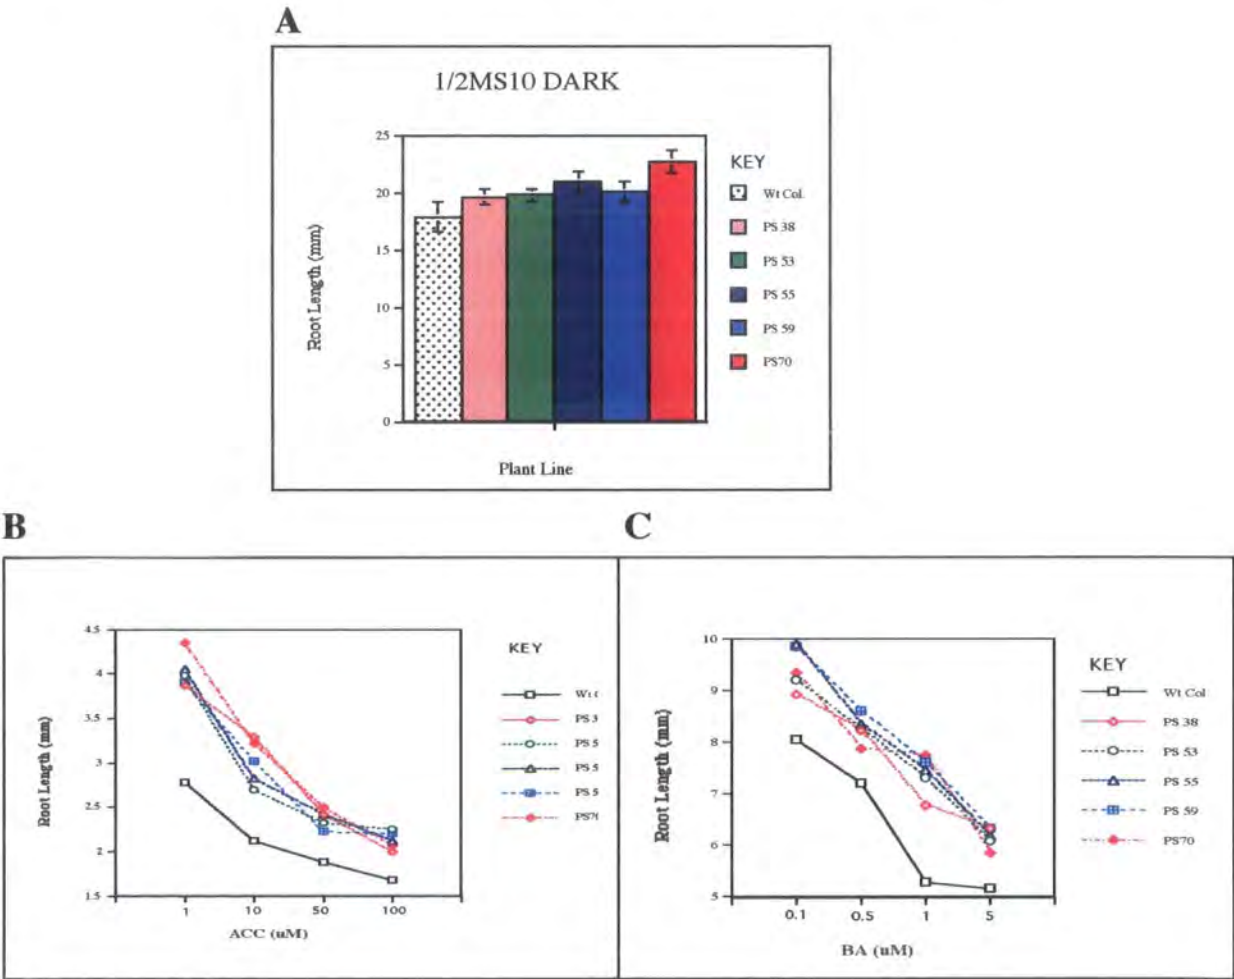 A
1/2MS10 DARK
25
20
15
10
5
0
Root Length (mm)
Plant Line
KEY
Wt Col
PS 38
PS 53
PS 55
PS 59
PS70
B
4.5
4
3.5
3
2.5
2
1.5
Root Length (mm)
1 10 50 100
ACC (uM)
KEY
Wt (
PS 3
PS 5
PS 5
PS 5
PS7(
C
10
9
8
7
6
5
Root Length (mm)
0.1 0.5 1 5
BA (uM)
KEY
Wt Col
PS 38
PS 53
PS 55
PS 59
PS70